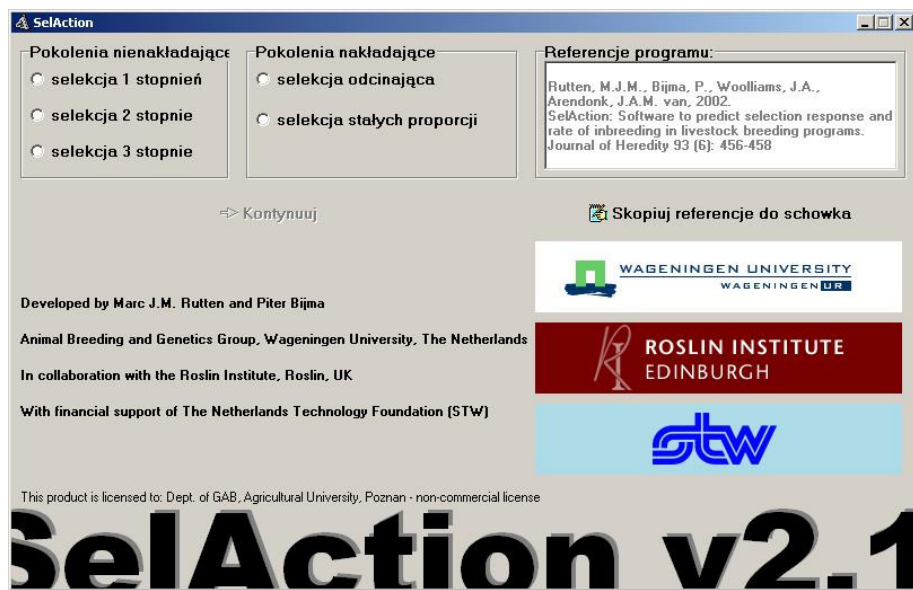 SelAction
Pokolenia nienakładające
selekcja 1 stopnień
selekcja 2 stopnie
selekcja 3 stopnie
Pokolenia nakładające
selekcja odcinająca
selekcja stałych proporcji
Referencje programu:
Rutten, M.J.M., Bijma, P., Woolliams, J.A.,
Arendonk, J.A.M. van, 2002.
SelAction: Software to predict selection response and
rate of inbreeding in livestock breeding programs.
Journal of Heredity 93 (6): 456-458
Kontynuuj
Skopiuj referencje do schowka
Developed by Marc J.M. Rutten and Piter Bijma
Animal Breeding and Genetics Group, Wageningen University, The Netherlands
In collaboration with the Roslin Institute, Roslin, UK
With financial support of The Netherlands Technology Foundation (STW)
WAGENINGEN UNIVERSITY
WAGENINGEN UR
ROSLIN INSTITUTE
EDINBURGH
stw
This product is licensed to: Dept. of GAB, Agricultural University, Poznan - non-commercial license
SelAction v2.1